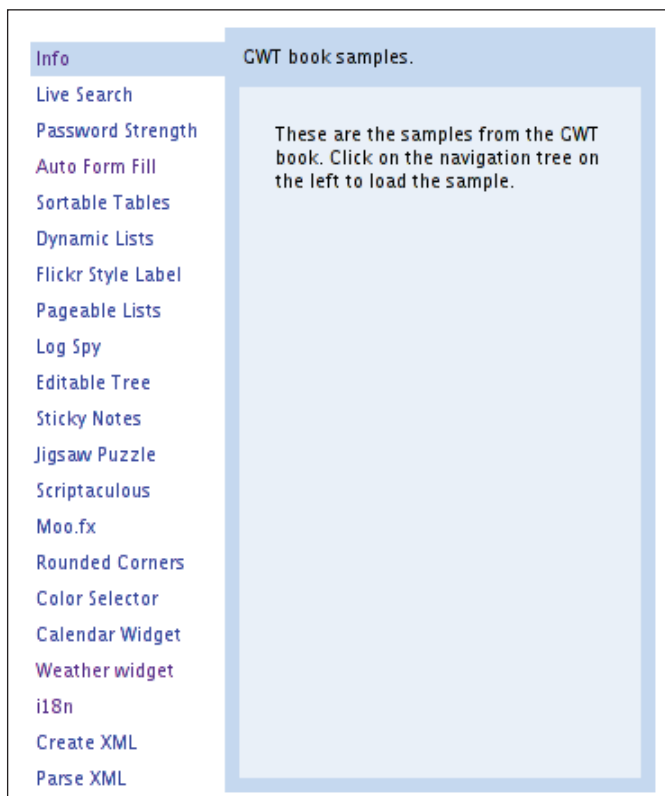 Info
Live Search
Password Strength
Auto Form Fill
Sortable Tables
Dynamic Lists
Flickr Style Label
Pageable Lists
Log Spy
Editable Tree
Sticky Notes
Jigsaw Puzzle
Scriptaculous
Moo.fx
Rounded Corners
Color Selector
Calendar Widget
Weather widget
i18n
Create XML
Parse XML
GWT book samples.
These are the samples from the GWT
book. Click on the navigation tree on
the left to load the sample.